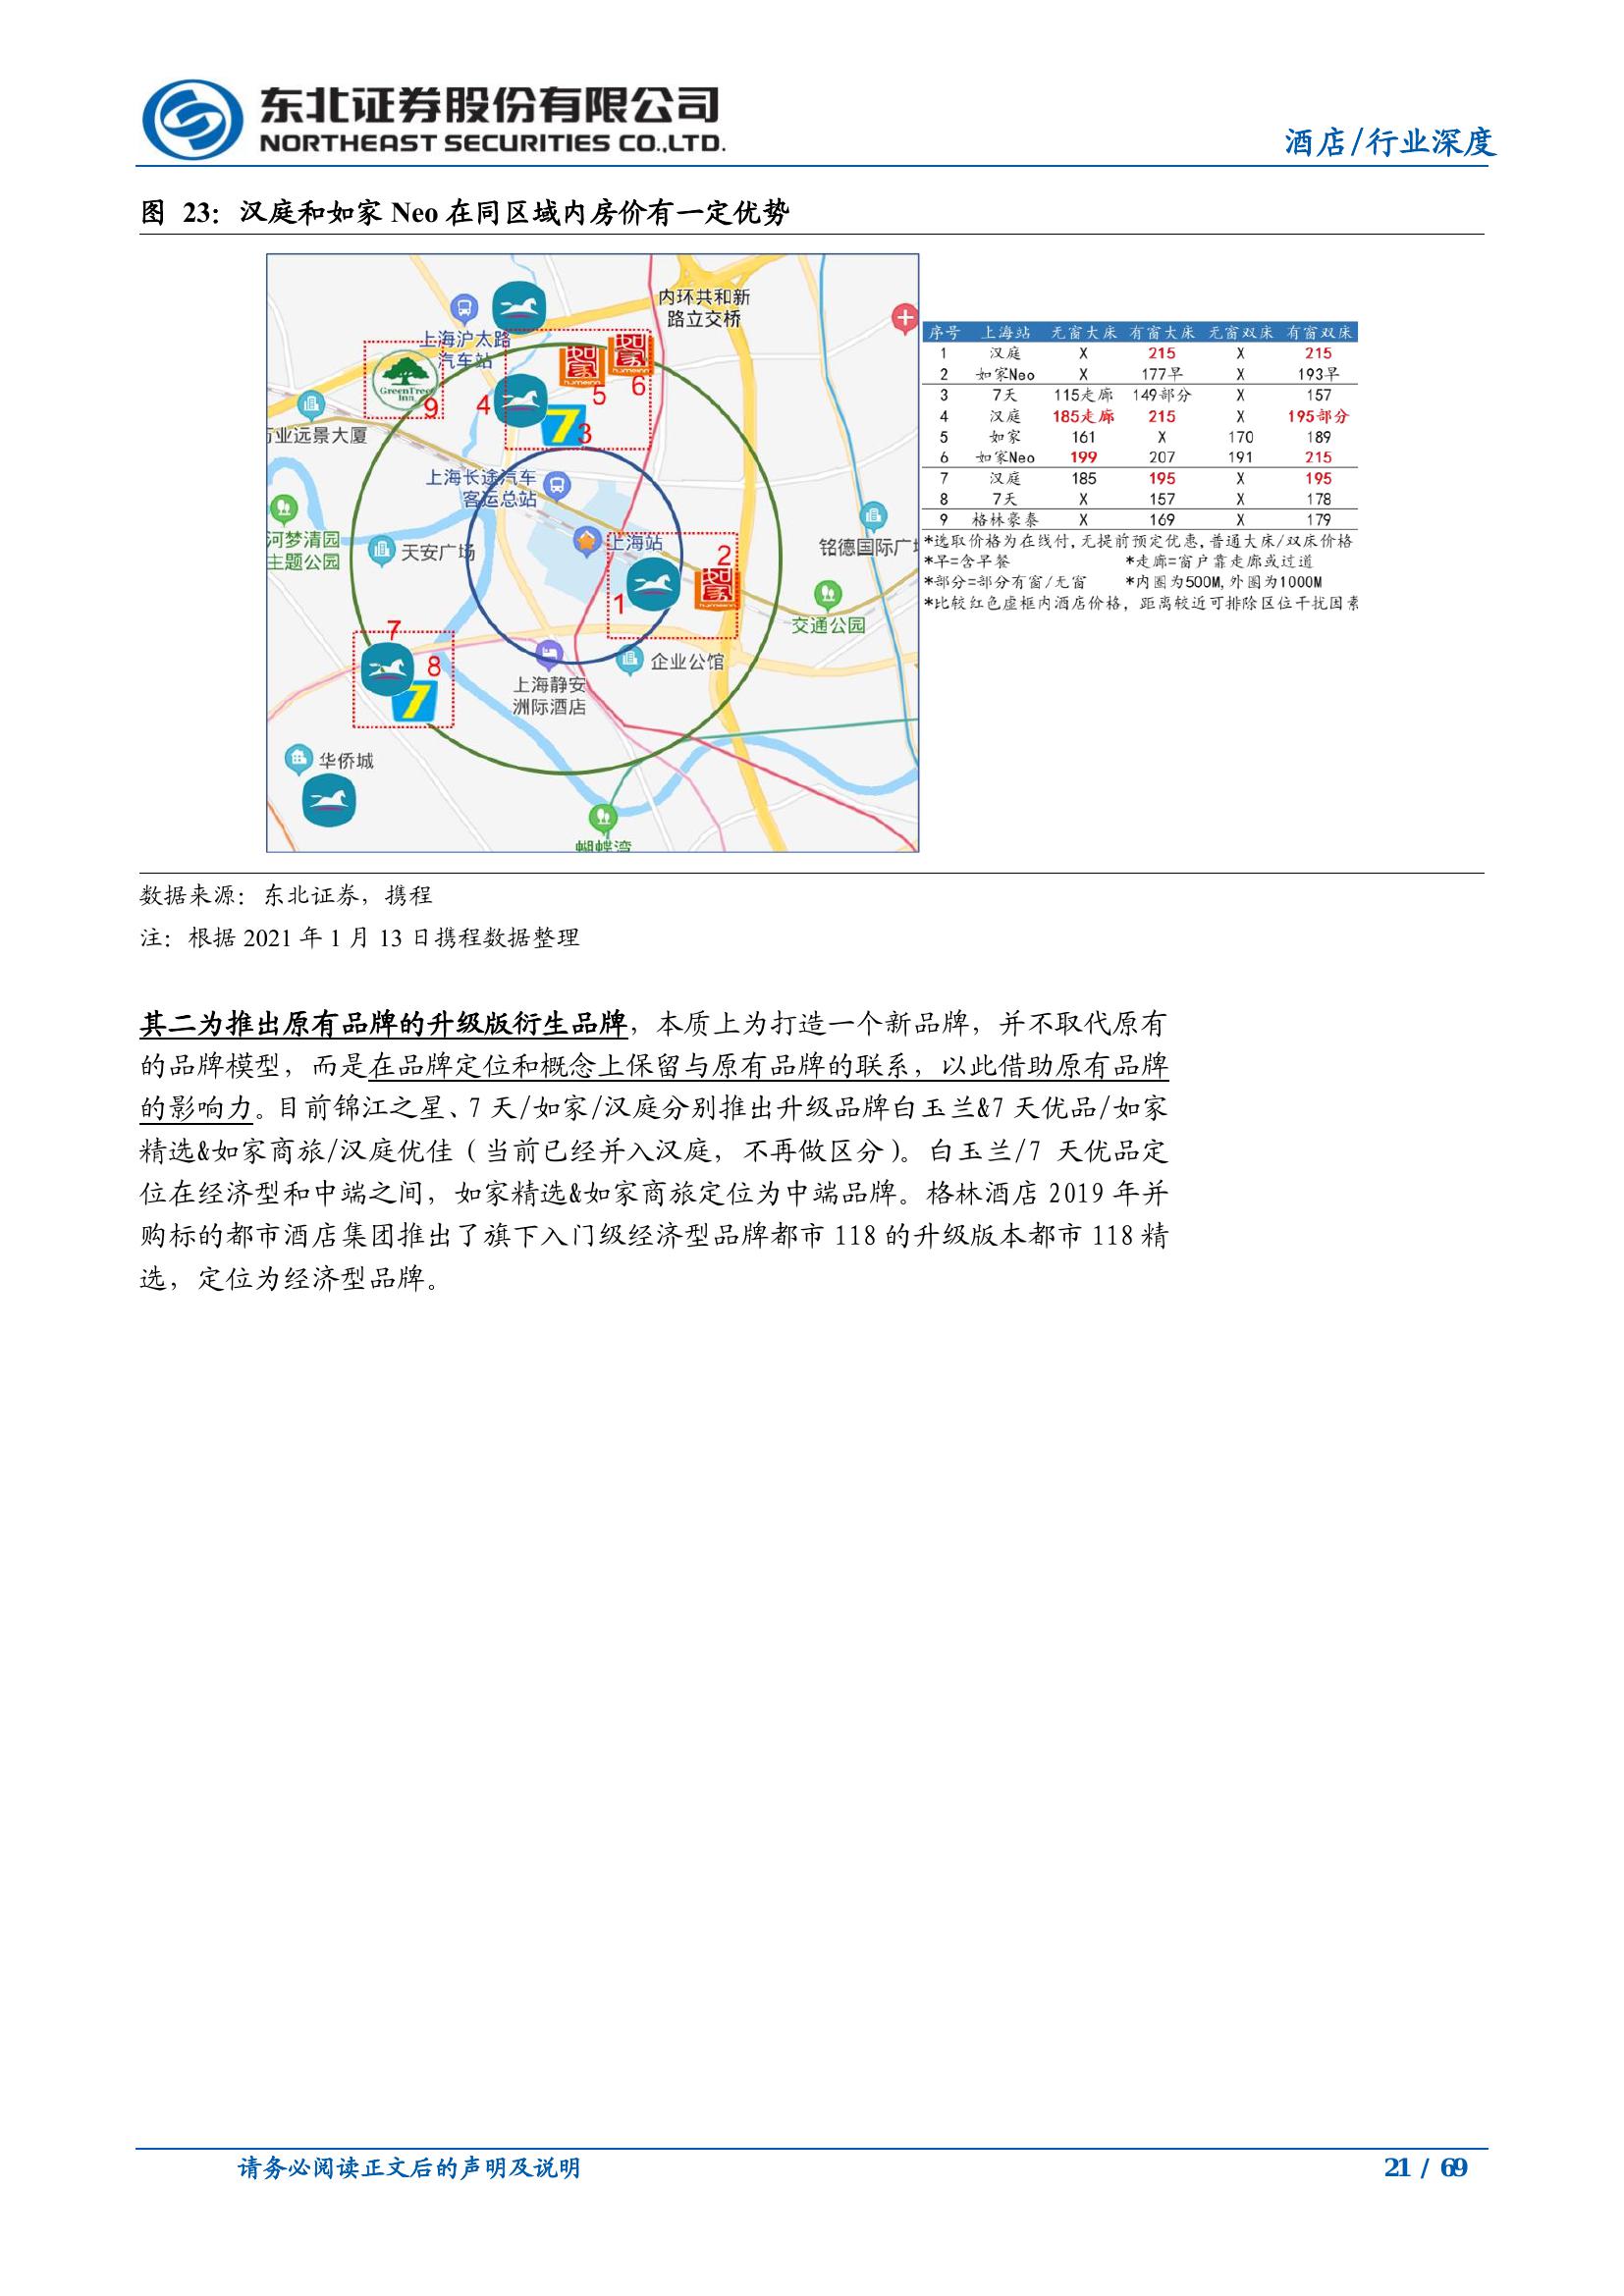 东北证券股份有限公司
NORTHEAST SECURITIES CO.,LTD.
酒店/行业深度
图 23：汉庭和如家 Neo 在同区域内房价有一定优势
内环共和新
路立交桥
上海沪太路
汽车站
GreenTree
Inn
9
4
5
6
7 3
万业远景大厦
上海长途汽车
客运总站
河梦清园
主题公园
天安广场
上海站
铭德国际广场
1
2
交通公园
企业公馆
上海静安
洲际酒店
7
8
7
华侨城
蝴蝶湾
序号 上海站 无窗大床 有窗大床 无窗双床 有窗双床
1 汉庭 X 215 X 215
2 如家Neo X 177早 X 193早
3 7天 115走廊 149部分 X 157
4 汉庭 185走廊 215 X 195部分
5 如家 161 X 170 189
6 如家Neo 199 207 191 215
7 汉庭 185 195 X 195
8 7天 X 157 X 178
9 格林豪泰 X 169 X 179
*选取价格为在线付,无提前预定优惠,普通大床/双床价格
*早=含早餐 *走廊=窗户靠走廊或过道
*部分=部分有窗/无窗 *内圈为500M,外圈为1000M
*比较红色虚框内酒店价格，距离较近可排除区位干扰因素
数据来源：东北证券，携程
注：根据 2021 年 1 月 13 日携程数据整理
其二为推出原有品牌的升级版衍生品牌，本质上为打造一个新品牌，并不取代原有
的品牌模型，而是在品牌定位和概念上保留与原有品牌的联系，以此借助原有品牌
的影响力。目前锦江之星、7 天/如家/汉庭分别推出升级品牌白玉兰&7 天优品/如家
精选&如家商旅/汉庭优佳（当前已经并入汉庭，不再做区分）。白玉兰/7 天优品定
位在经济型和中端之间，如家精选&如家商旅定位为中端品牌。格林酒店 2019 年并
购标的都市酒店集团推出了旗下入门级经济型品牌都市 118 的升级版本都市 118 精
选，定位为经济型品牌。
请务必阅读正文后的声明及说明
21 / 69